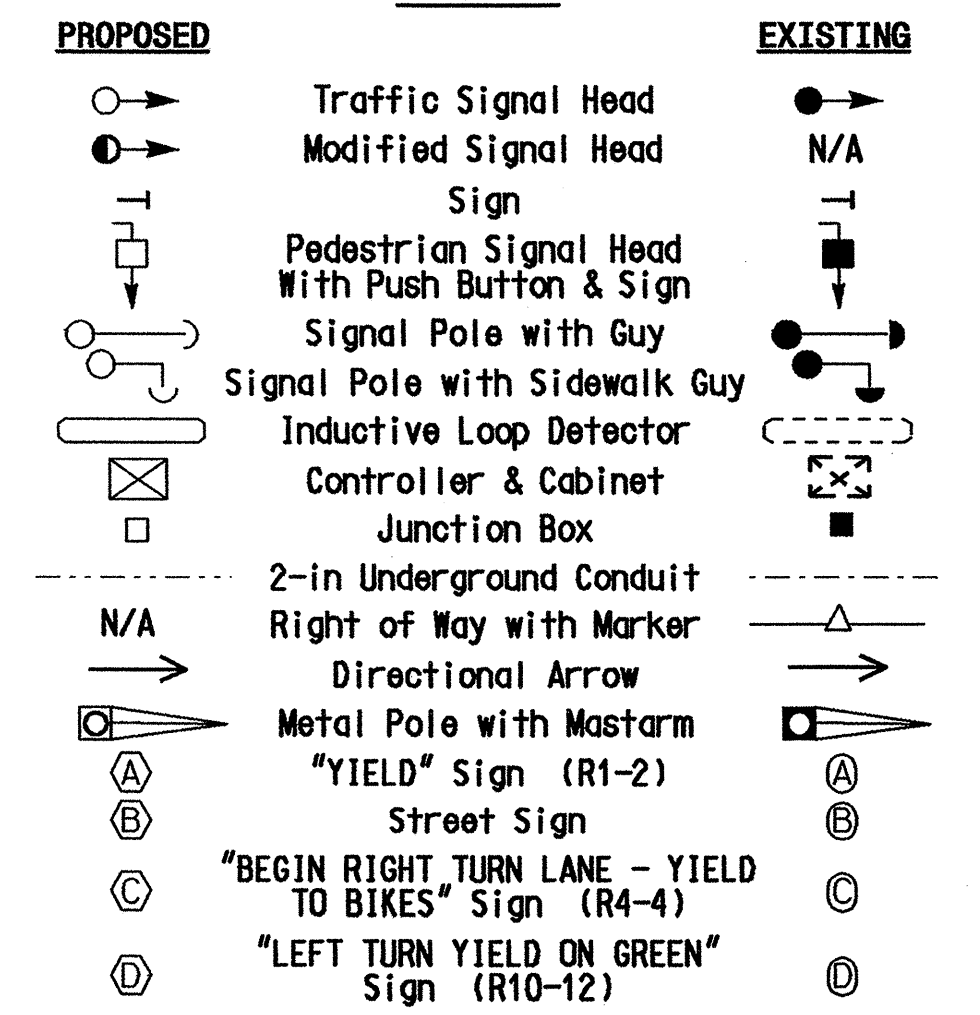 PROPOSED EXISTING
Traffic Signal Head
Modified Signal Head N/A
Sign
Pedestrian Signal Head
With Push Button & Sign
Signal Pole with Guy
Signal Pole with Sidewalk Guy
Inductive Loop Detector
Controller & Cabinet
Junction Box
2-in Underground Conduit
N/A Right of Way with Marker
Directional Arrow
Metal Pole with Mastarm
A "YIELD" Sign (R1-2) A
B Street Sign B
"BEGIN RIGHT TURN LANE - YIELD
C TO BIKES" Sign (R4-4) C
"LEFT TURN YIELD ON GREEN"
D Sign (R10-12) D